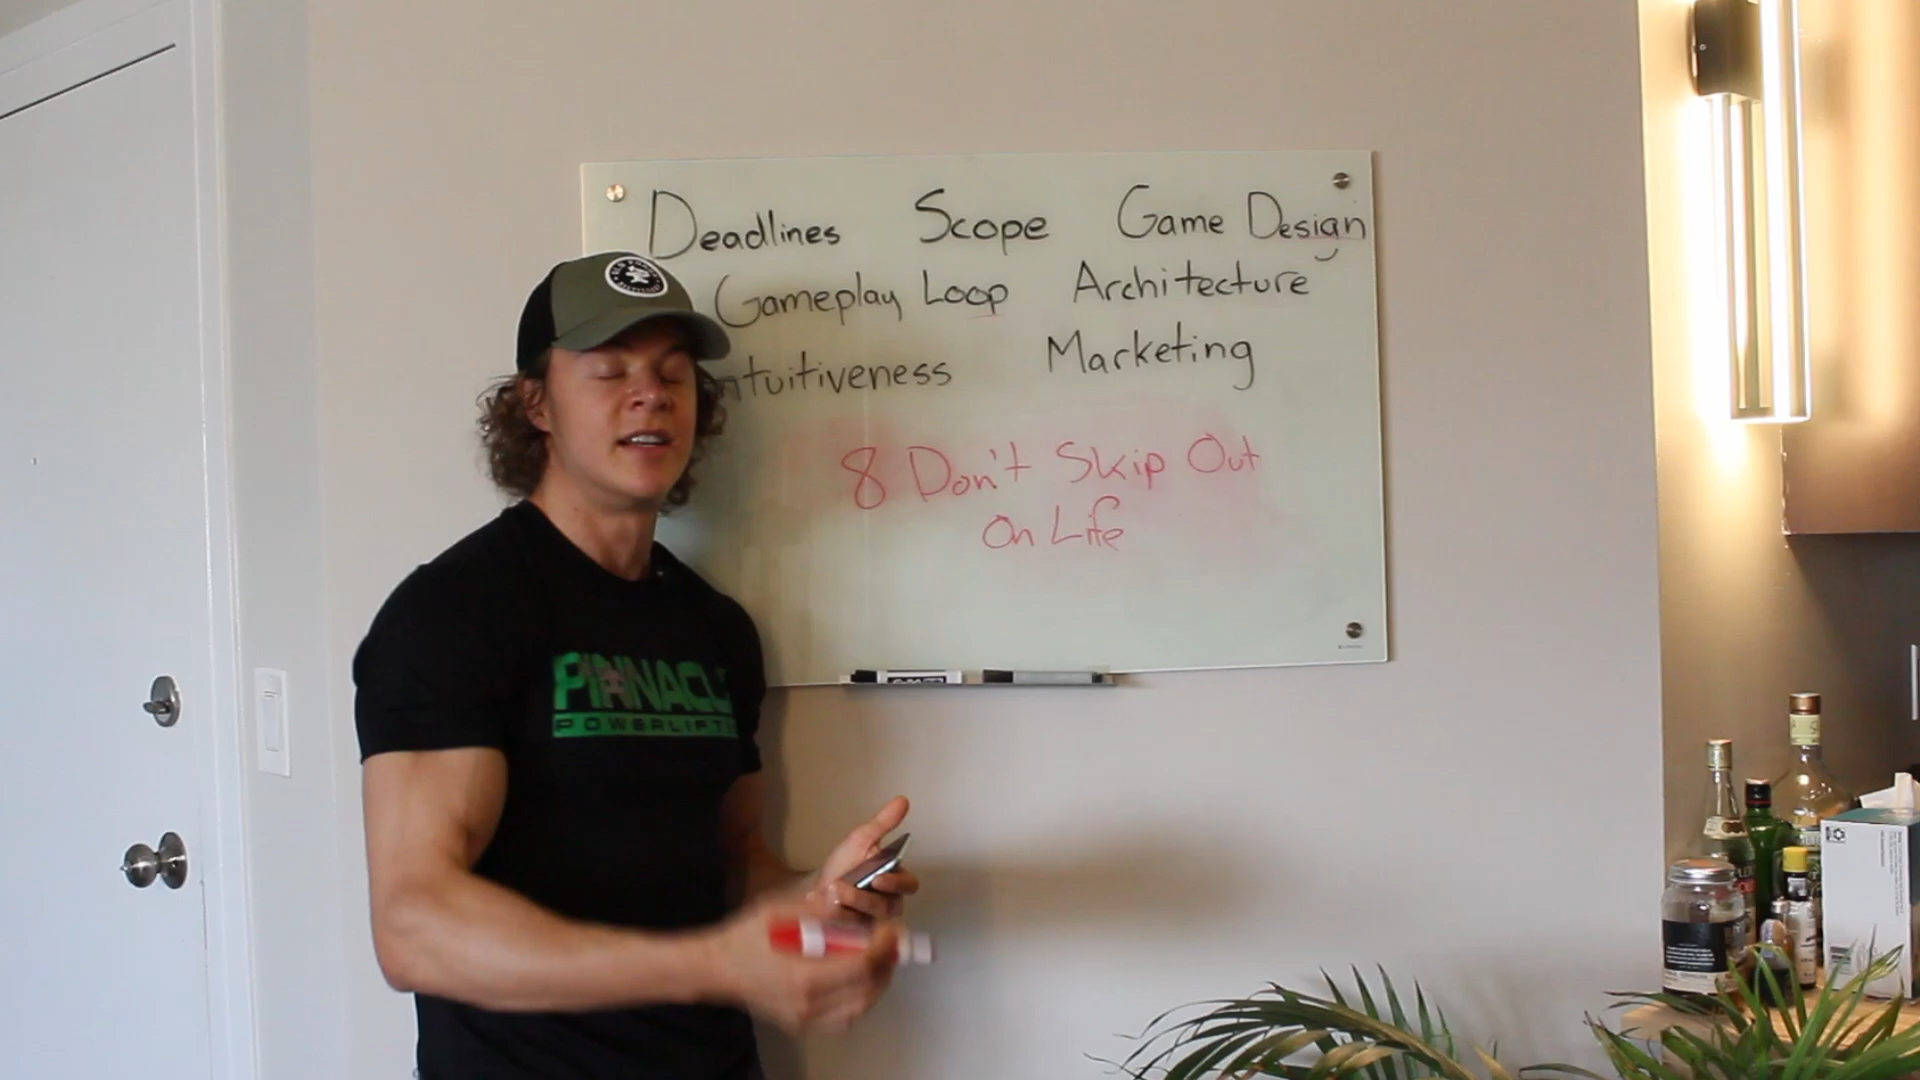 Deadlines Scope Game Design
Gameplay Loop Architecture
ntuitiveness Marketing
8 Don't Skip Out
On Life
PINNACL
POWERLIFT